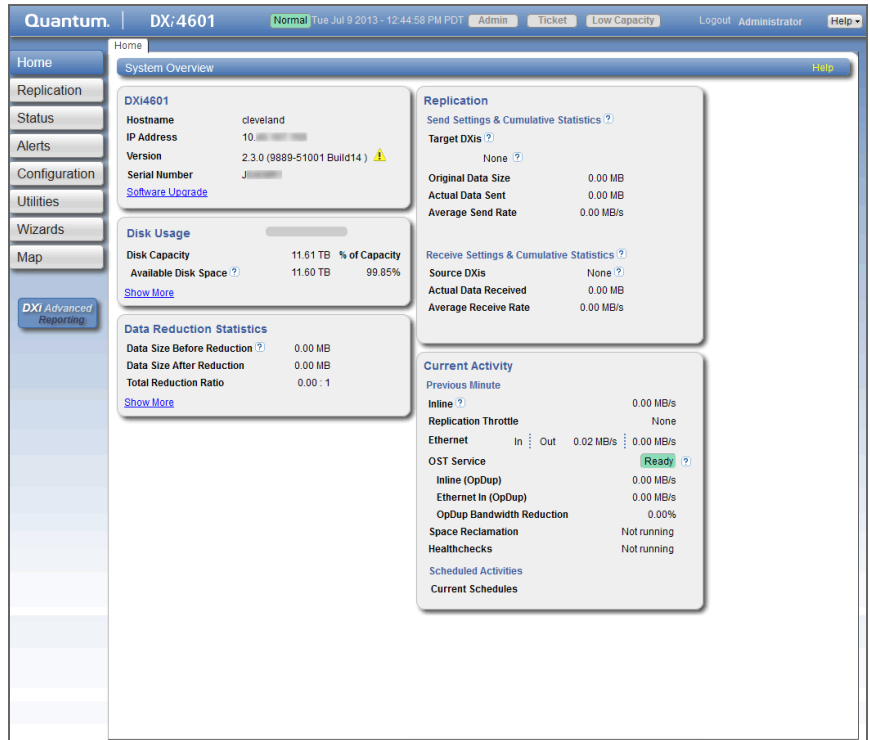 Quantum. DXi4601 Normal Tue Jul 9 2013 - 12:44:58 PM PDT Admin Ticket Low Capacity Logout Administrator Help
Home
System Overview Help
Home
Replication
Status
Alerts
Configuration
Utilities
Wizards
Map
DXi Advanced
Reporting
DXi4601
Hostname cleveland
IP Address 10.
Version 2.3.0 (9889-51001 Build14 )
Serial Number J
Software Upgrade
Disk Usage
Disk Capacity 11.61 TB % of Capacity
Available Disk Space ? 11.60 TB 99.85%
Show More
Data Reduction Statistics
Data Size Before Reduction ? 0.00 MB
Data Size After Reduction 0.00 MB
Total Reduction Ratio 0.00 : 1
Show More
Replication
Send Settings & Cumulative Statistics ?
Target DXis ?
None ?
Original Data Size 0.00 MB
Actual Data Sent 0.00 MB
Average Send Rate 0.00 MB/s
Receive Settings & Cumulative Statistics ?
Source DXis None ?
Actual Data Received 0.00 MB
Average Receive Rate 0.00 MB/s
Current Activity
Previous Minute
Inline ? 0.00 MB/s
Replication Throttle None
Ethernet In Out 0.02 MB/s 0.00 MB/s
OST Service Ready ?
Inline (OpDup) 0.00 MB/s
Ethernet In (OpDup) 0.00 MB/s
OpDup Bandwidth Reduction 0.00%
Space Reclamation Not running
Healthchecks Not running
Scheduled Activities
Current Schedules